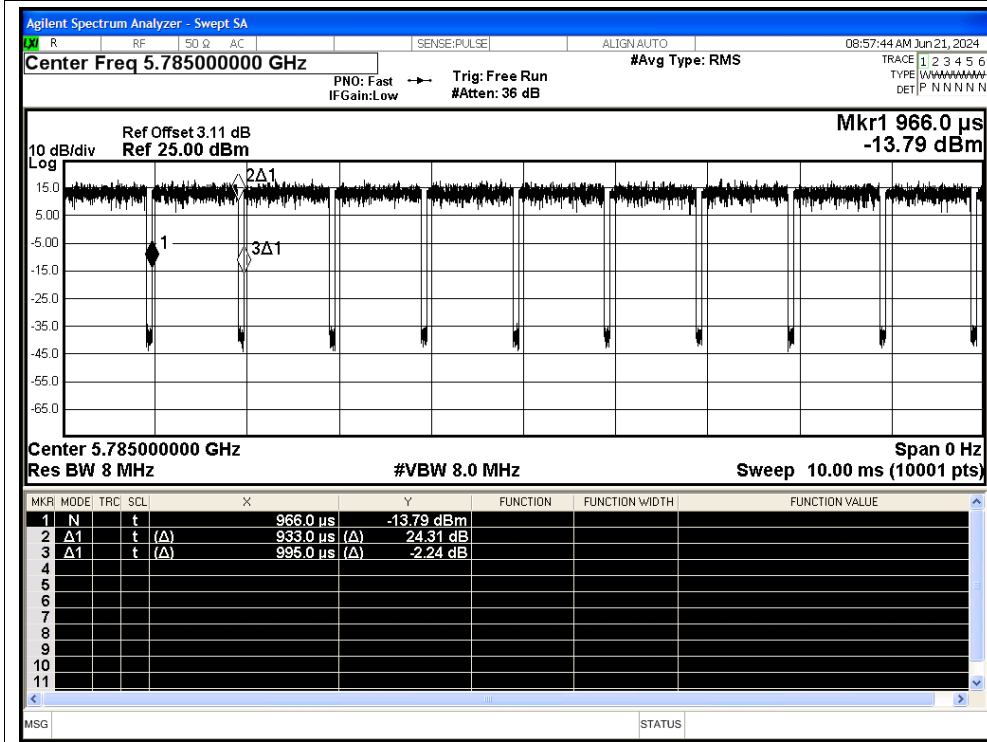 Agilent Spectrum Analyzer - Swept SA
LXI R RF 50 Ω AC SENSE:PULSE ALIGN AUTO 08:57:44 AM Jun 21, 2024
Center Freq 5.785000000 GHz
PNO: Fast
IFGain:Low
Trig: Free Run
#Atten: 36 dB
#Avg Type: RMS
TRACE 1 2 3 4 5 6
TYPE
DET P N N N N N
Mkr1 966.0 µs
-13.79 dBm
Ref Offset 3.11 dB
10 dB/div Ref 25.00 dBm
Log
15.0
5.00
-5.00
-15.0
-25.0
-35.0
-45.0
-55.0
-65.0
2Δ1
1
3Δ1
Center 5.785000000 GHz Span 0 Hz
Res BW 8 MHz #VBW 8.0 MHz Sweep 10.00 ms (10001 pts)
MKR MODE TRC SCL X Y FUNCTION FUNCTION WIDTH FUNCTION VALUE
1 N t 966.0 µs -13.79 dBm
2 Δ1 t (Δ) 933.0 µs (Δ) 24.31 dB
3 Δ1 t (Δ) 995.0 µs (Δ) -2.24 dB
4
5
6
7
8
9
10
11
MSG STATUS